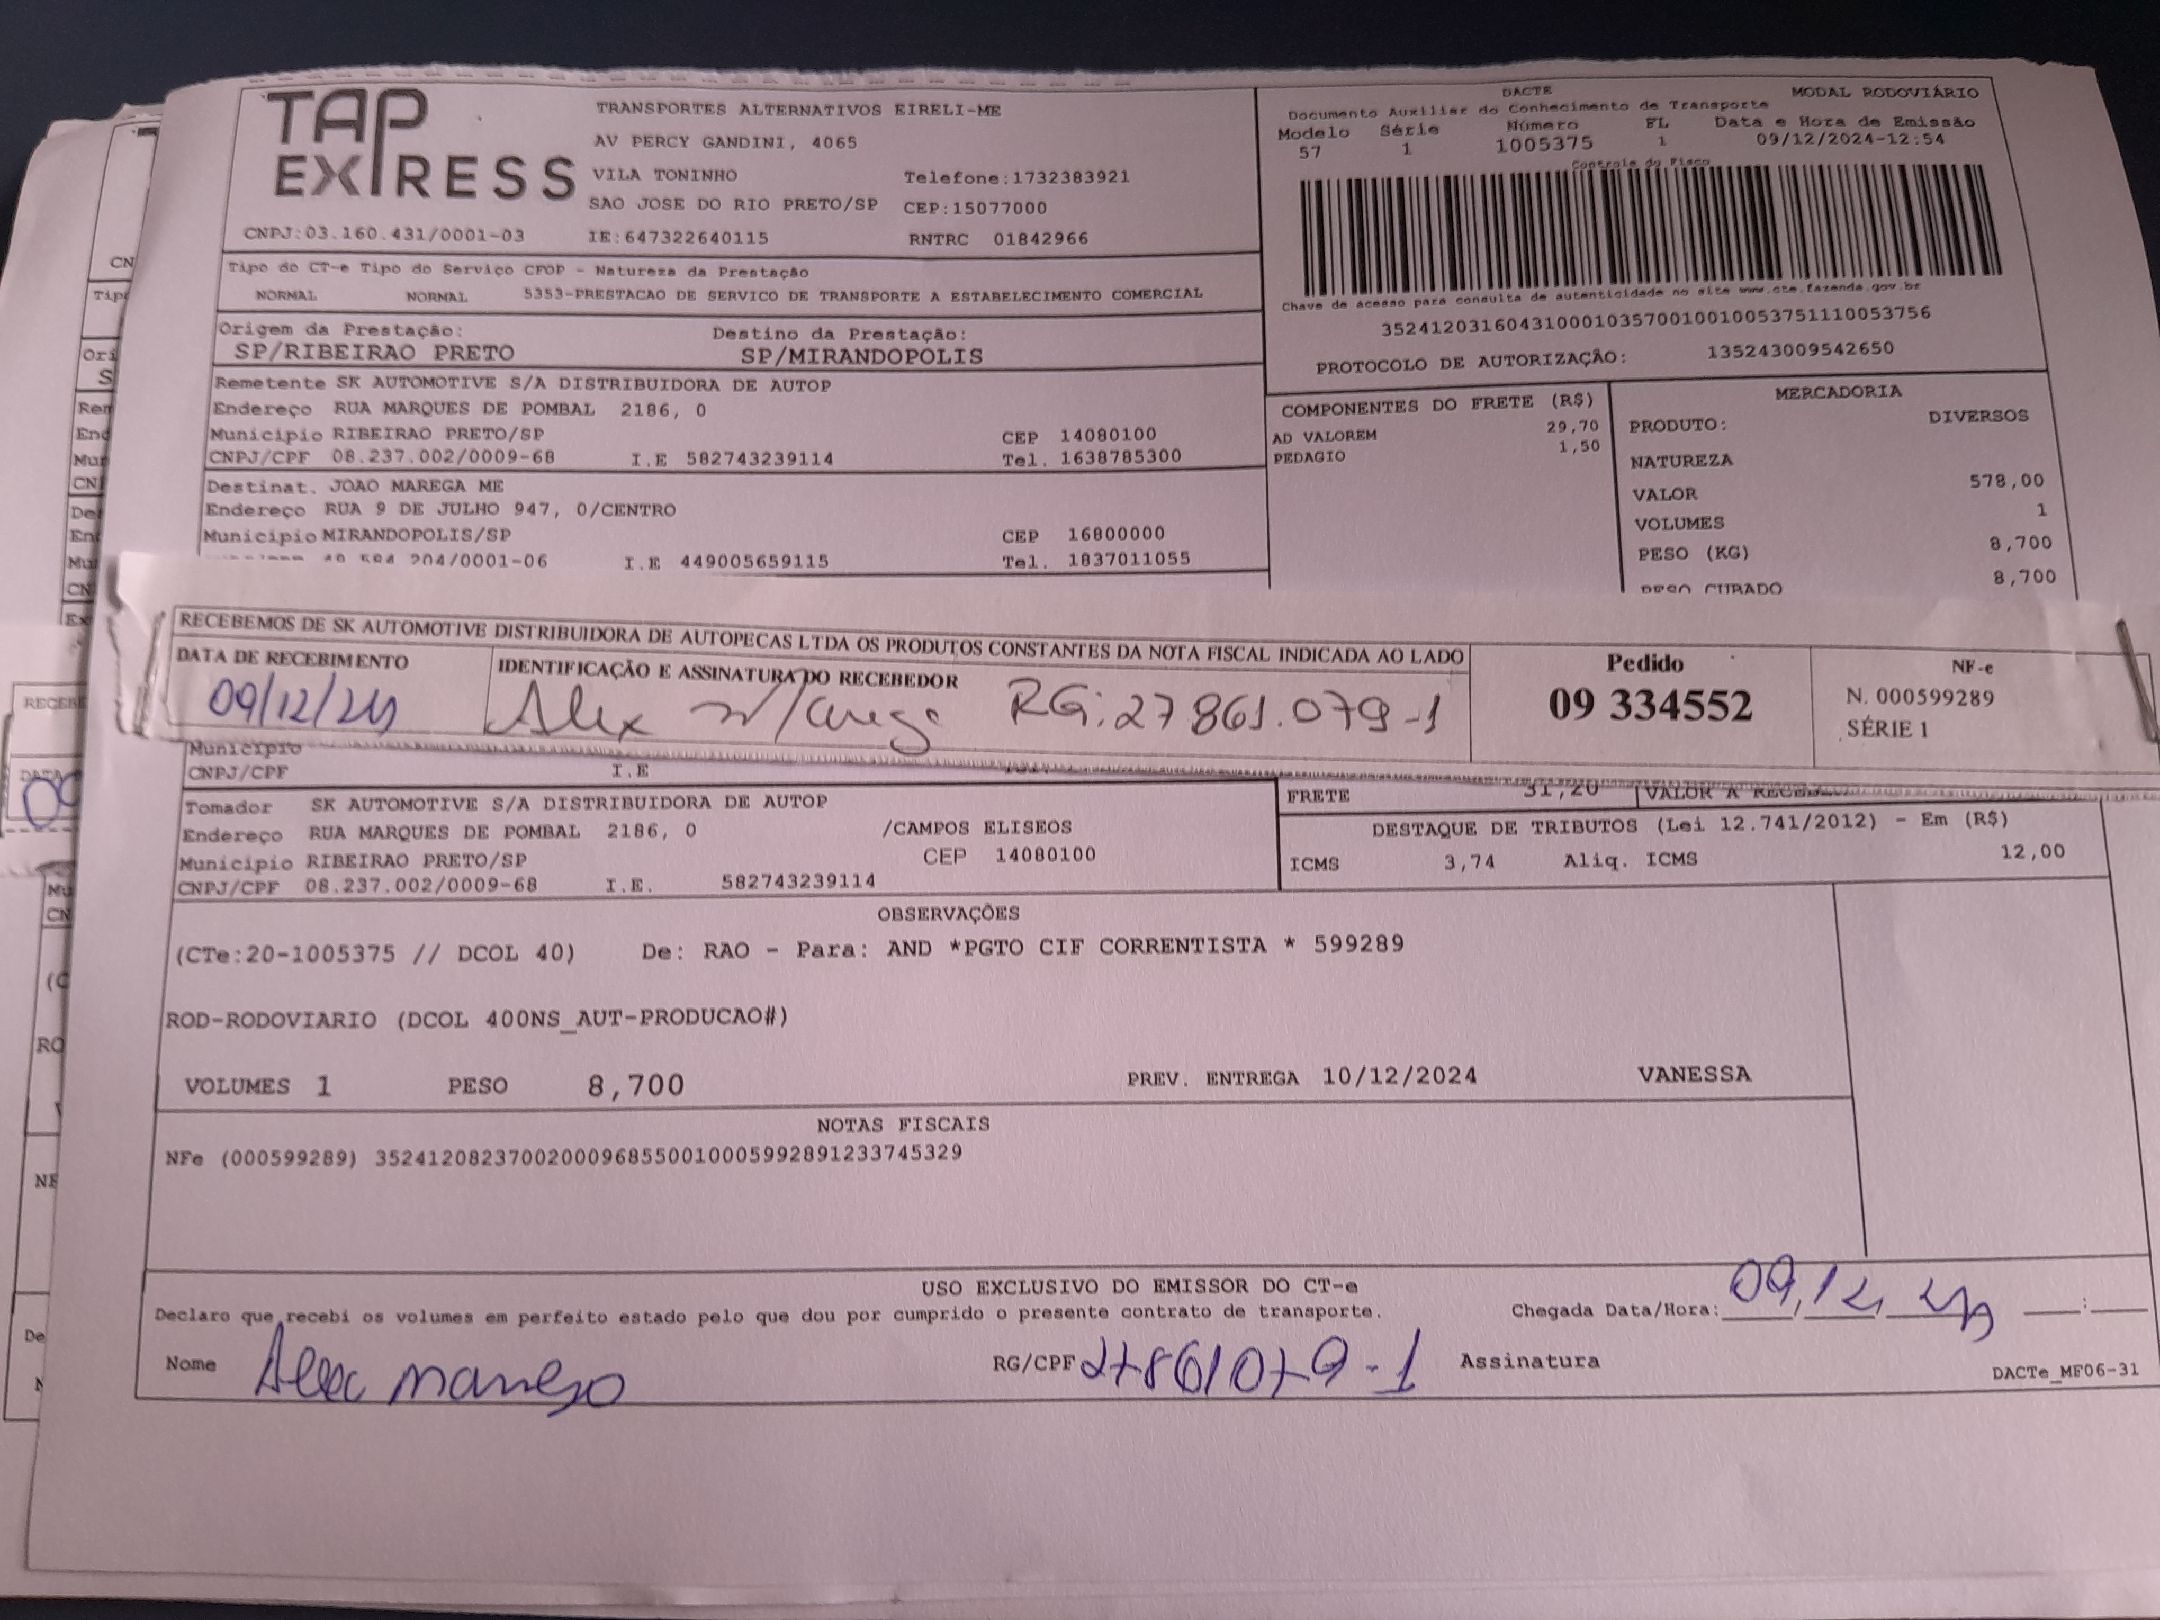 TAP EXPRESS
TRANSPORTES ALTERNATIVOS EIRELI-ME
AV PERCY GANDINI, 4065
VILA TONINHO Telefone:1732383921
SAO JOSE DO RIO PRETO/SP CEP:15077000
CNPJ:03.160.431/0001-03 IE:647322640115 RNTRC 01842966
DACTE MODAL RODOVIÁRIO
Documento Auxiliar do Conhecimento de Transporte
Modelo Série Número FL Data e Hora de Emissão
57 1 1005375 1 09/12/2024-12:54
Controle do Fisco
Chave de acesso para consulta de autenticidade no site www.cte.fazenda.gov.br
35241203160431000103570010010053751110053756
PROTOCOLO DE AUTORIZAÇÃO: 135243009542650
Tipo do CT-e Tipo do Serviço CFOP - Natureza da Prestação
NORMAL NORMAL 5353-PRESTACAO DE SERVICO DE TRANSPORTE A ESTABELECIMENTO COMERCIAL
Origem da Prestação: Destino da Prestação:
SP/RIBEIRAO PRETO SP/MIRANDOPOLIS
Remetente SK AUTOMOTIVE S/A DISTRIBUIDORA DE AUTOP
Endereço RUA MARQUES DE POMBAL 2186, 0
Município RIBEIRAO PRETO/SP CEP 14080100
CNPJ/CPF 08.237.002/0009-68 I.E 582743239114 Tel. 1638785300
Destinat. JOAO MAREGA ME
Endereço RUA 9 DE JULHO 947, 0/CENTRO
Município MIRANDOPOLIS/SP CEP 16800000
204/0001-06 I.E 449005659115 Tel. 1837011055
COMPONENTES DO FRETE (R$)
AD VALOREM 29,70
PEDAGIO 1,50
MERCADORIA
PRODUTO: DIVERSOS
NATUREZA
VALOR 578,00
VOLUMES 1
PESO (KG) 8,700
PESO CUBADO 8,700
RECEBEMOS DE SK AUTOMOTIVE DISTRIBUIDORA DE AUTOPECAS LTDA OS PRODUTOS CONSTANTES DA NOTA FISCAL INDICADA AO LADO
DATA DE RECEBIMENTO IDENTIFICAÇÃO E ASSINATURA DO RECEBEDOR
09/12/24 Alex Marega RG:27861.079-1
Pedido
09 334552
NF-e
N. 000599289
SÉRIE 1
Município
CNPJ/CPF I.E
Tomador SK AUTOMOTIVE S/A DISTRIBUIDORA DE AUTOP
Endereço RUA MARQUES DE POMBAL 2186, 0 /CAMPOS ELISEOS
Município RIBEIRAO PRETO/SP CEP 14080100
CNPJ/CPF 08.237.002/0009-68 I.E. 582743239114
FRETE 31,20 VALOR A
DESTAQUE DE TRIBUTOS (Lei 12.741/2012) - Em (R$)
ICMS 3,74 Aliq. ICMS 12,00
OBSERVAÇÕES
(CTe:20-1005375 // DCOL 40) De: RAO - Para: AND *PGTO CIF CORRENTISTA * 599289
ROD-RODOVIARIO (DCOL 400NS_AUT-PRODUCAO#)
VOLUMES 1 PESO 8,700 PREV. ENTREGA 10/12/2024 VANESSA
NOTAS FISCAIS
NFe (000599289) 35241208237002000968550010005992891233745329
USO EXCLUSIVO DO EMISSOR DO CT-e
Declaro que recebi os volumes em perfeito estado pelo que dou por cumprido o presente contrato de transporte. Chegada Data/Hora: 09/12/24 __:__
Nome Alex marego RG/CPF 27861079-1 Assinatura
DACTe_MF06-31